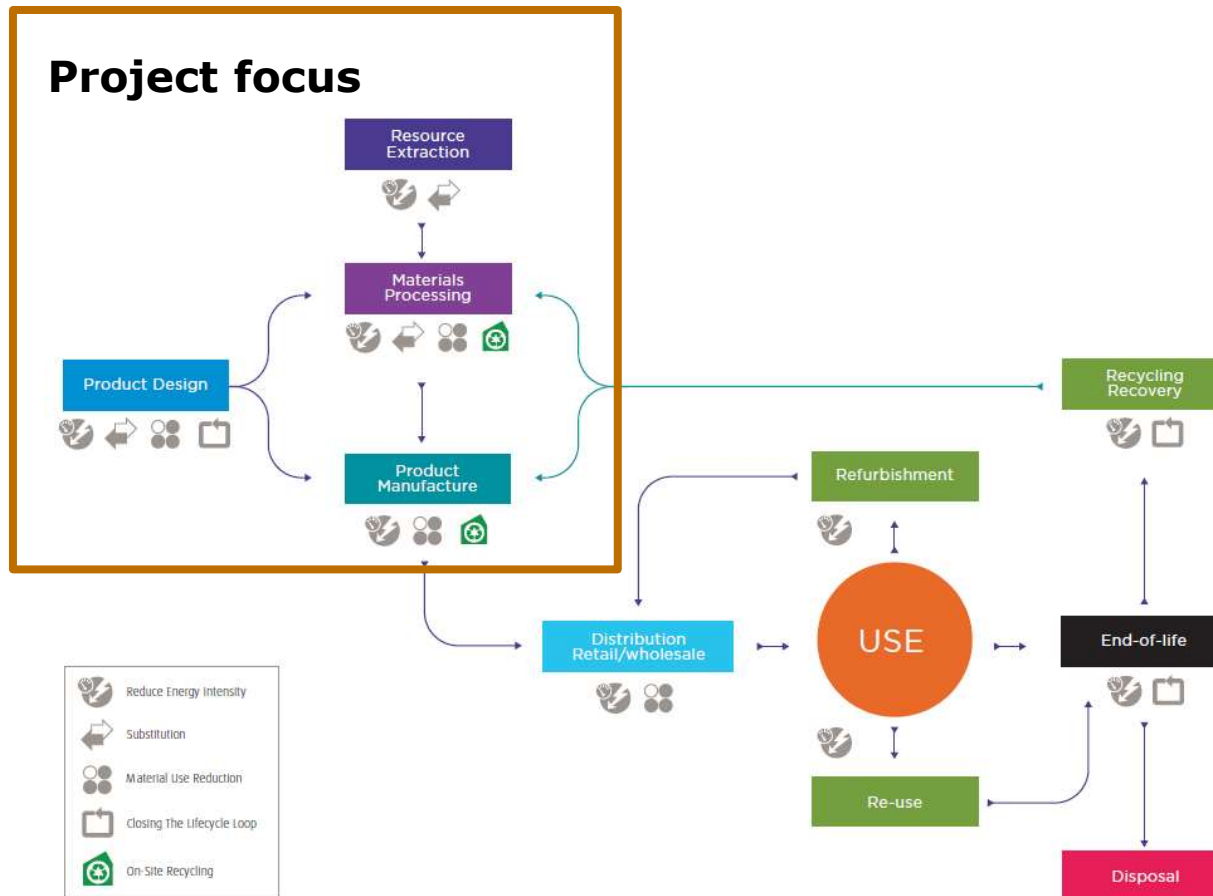 Project focus
Resource
Extraction
Materials
Processing
Product Design
Product
Manufacture
Recycling
Recovery
Refurbishment
Distribution
Retail/wholesale
USE
End-of-life
Re-use
Disposal
Reduce Energy Intensity
Substitution
Material Use Reduction
Closing The Lifecycle Loop
On-Site Recycling